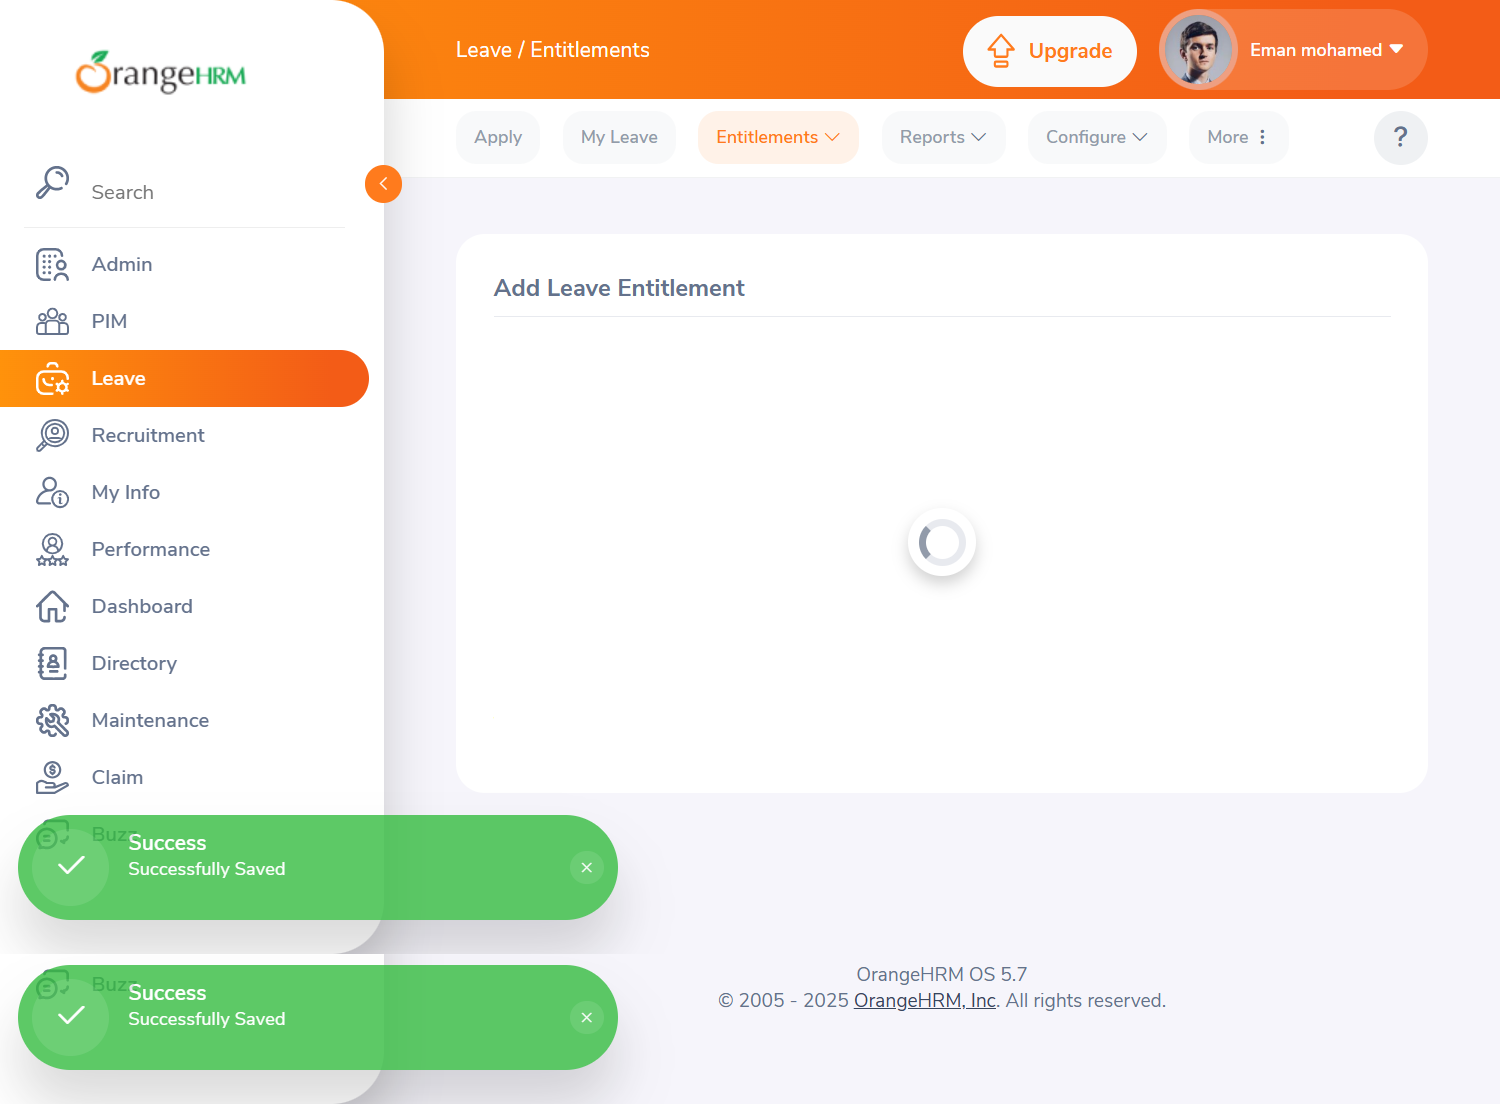 OrangeHRM
Leave / Entitlements
Upgrade
Eman mohamed
Apply
My Leave
Entitlements
Reports
Configure
More
?
Search
Admin
PIM
Leave
Recruitment
My Info
Performance
Dashboard
Directory
Maintenance
Claim
Buzz
Add Leave Entitlement
Success
Successfully Saved
Buzz
Success
Successfully Saved
OrangeHRM OS 5.7
© 2005 - 2025 OrangeHRM, Inc. All rights reserved.